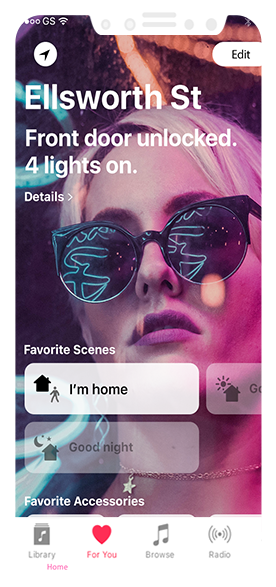 GS
Edit
Ellsworth St
Front door unlocked.
4 lights on.
Details >
Favorite Scenes
I'm home
Go
Good night
Favorite Accessories
Library
For You
Browse
Radio
Home